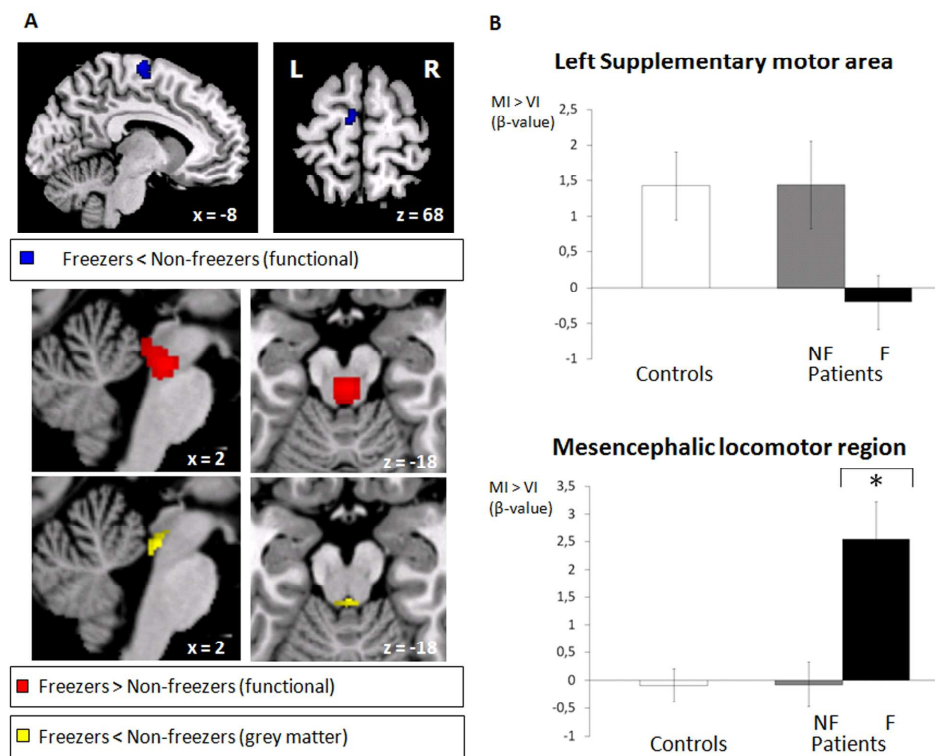 A
L R
x = -8
z = 68
Freezers < Non-freezers (functional)
x = 2
z = -18
x = 2
z = -18
Freezers > Non-freezers (functional)
Freezers < Non-freezers (grey matter)
B
Left Supplementary motor area
MI > VI
(β-value)
2,5
2
1,5
1
0,5
0
-0,5
-1
NF F
Controls Patients
Mesencephalic locomotor region
MI > VI
(β-value)
*
3,5
3
2,5
2
1,5
1
0,5
0
-0,5
-1
NF F
Controls Patients